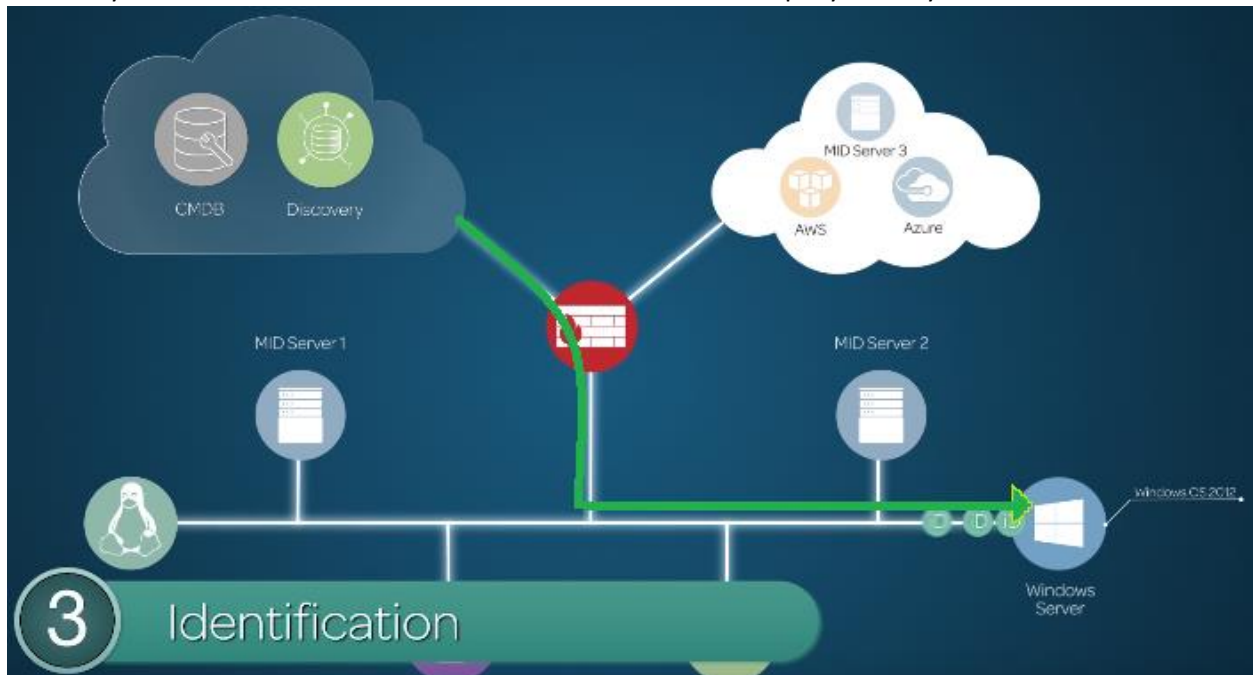 MID Server 3
CMDB
Discovery
AWS
Azure
MID Server 1
MID Server 2
Windows OS 2012
Windows
Server
3
Identification